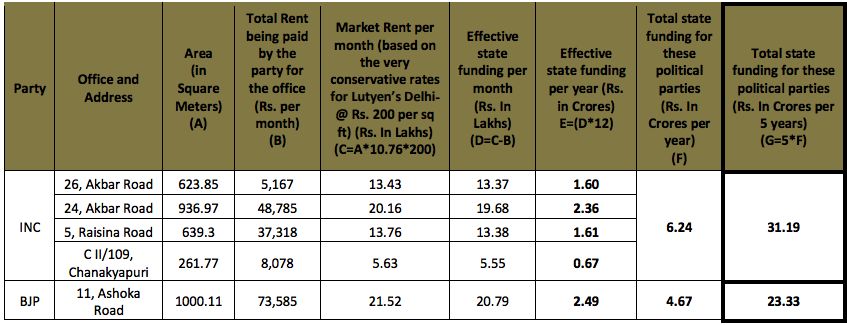 Party
Office and
Address
Area
(in
Square
Meters)
(A)
Total Rent
being paid
by the
party for
the office
(Rs. per
month)
(B)
Market Rent per
month (based on
the very
conservative rates
for Lutyen's Delhi-
@ Rs. 200 per sq
ft) (Rs. In Lakhs)
(C=A*10.76*200)
Effective
state
funding per
month
(Rs. In
Lakhs)
(D=C-B)
Effective
state funding
per year (Rs.
in Crores)
E=(D*12)
Total state
funding for
these
political
parties
(Rs. In
Crores per
year)
(F)
Total state
funding for these
political parties
(Rs. In Crores per
5 years)
(G=5*F)
INC
26, Akbar Road 623.85 5,167 13.43 13.37 1.60
24, Akbar Road 936.97 48,785 20.16 19.68 2.36
5, Raisina Road 639.3 37,318 13.76 13.38 1.61
C II/109,
Chanakyapuri 261.77 8,078 5.63 5.55 0.67
6.24 31.19
BJP
11, Ashoka
Road 1000.11 73,585 21.52 20.79 2.49 4.67 23.33